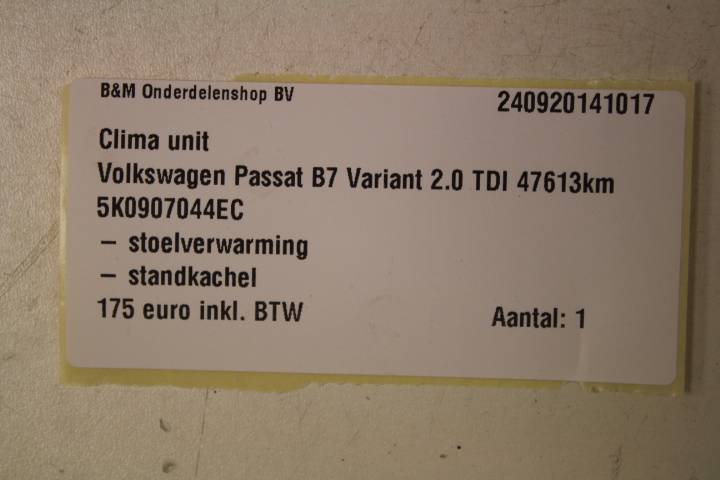 B&M Onderdelenshop BV 240920141017
Clima unit
Volkswagen Passat B7 Variant 2.0 TDI 47613km
5K0907044EC
– stoelverwarming
– standkachel
175 euro inkl. BTW Aantal: 1